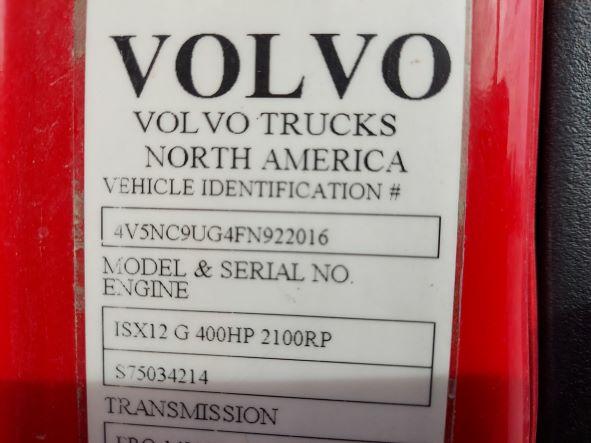 VOLVO
VOLVO TRUCKS
NORTH AMERICA
VEHICLE IDENTIFICATION #
4V5NC9UG4FN922016
MODEL & SERIAL NO.
ENGINE
ISX12 G 400HP 2100RP
S75034214
TRANSMISSION